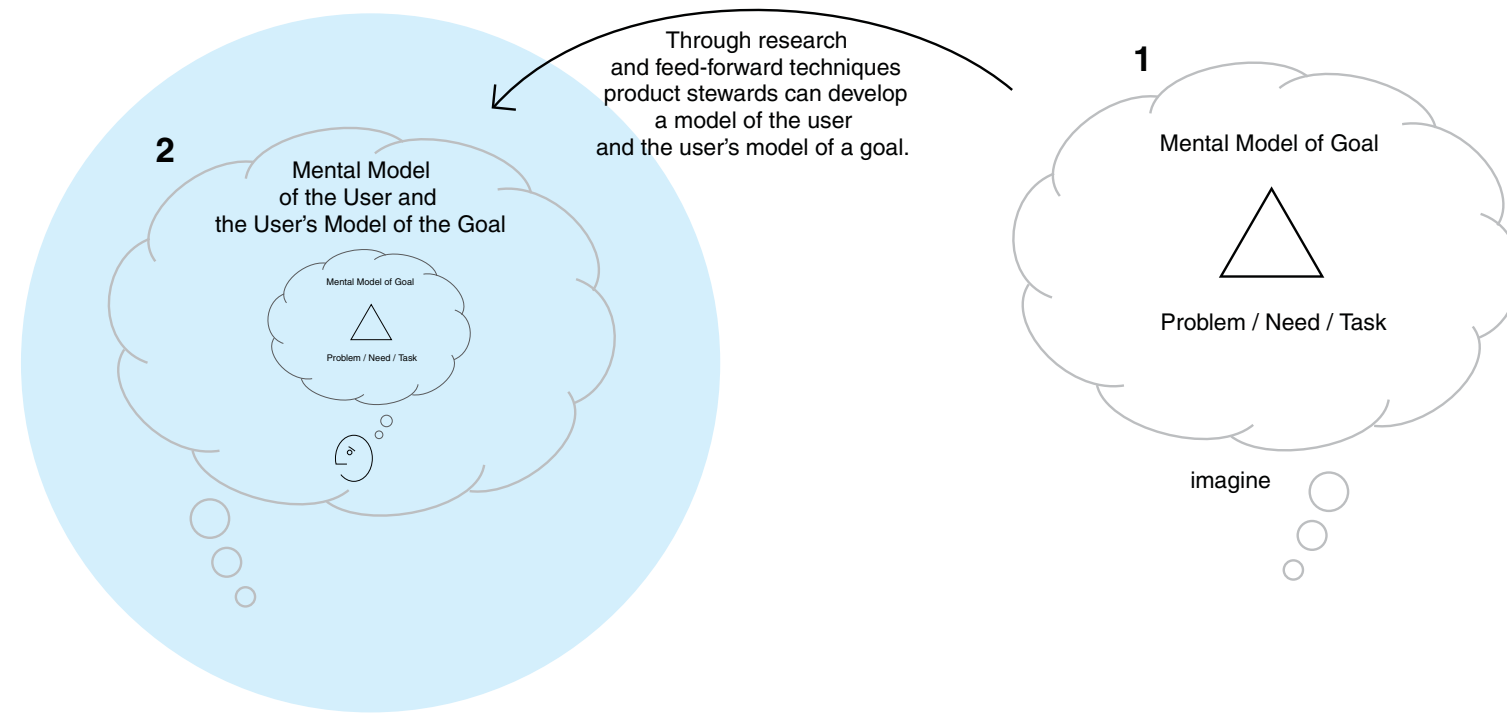 1
Mental Model of Goal
Problem / Need / Task
imagine
Through research
and feed-forward techniques
product stewards can develop
a model of the user
and the user’s model of a goal.
2
Mental Model
of the User and
the User’s Model of the Goal
Mental Model of Goal
Problem / Need / Task